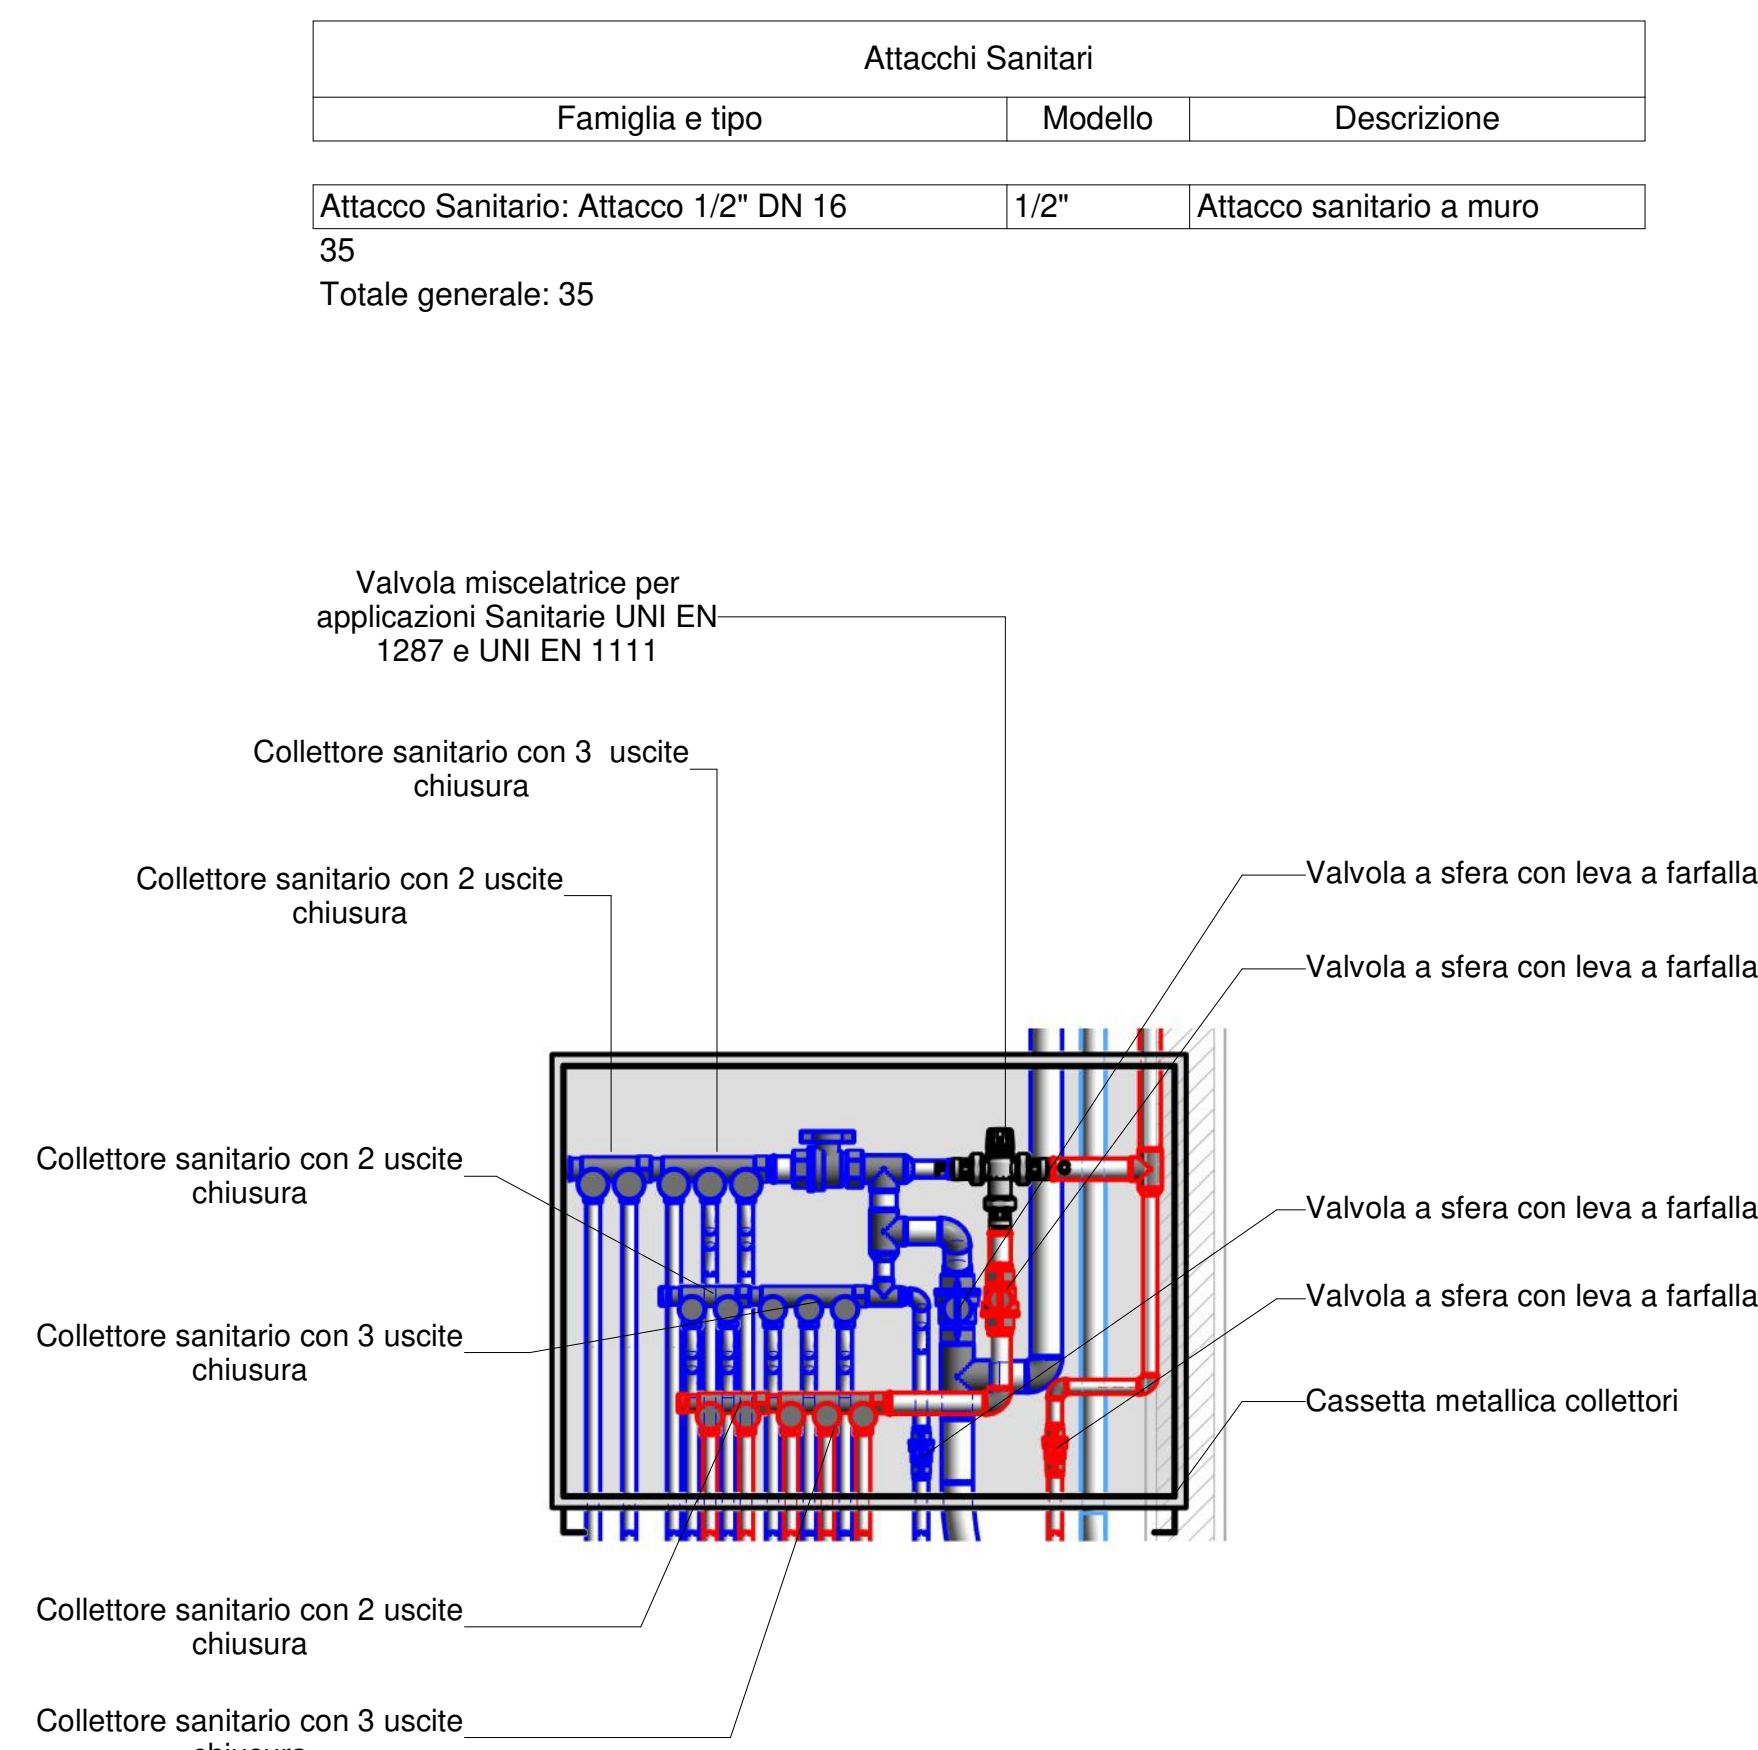 Attacchi Sanitari
Famiglia e tipo Modello Descrizione
Attacco Sanitario: Attacco 1/2" DN 16 1/2" Attacco sanitario a muro
35
Totale generale: 35
Valvola miscelatrice per
applicazioni Sanitarie UNI EN
1287 e UNI EN 1111
Collettore sanitario con 3 uscite
chiusura
Collettore sanitario con 2 uscite
chiusura
Valvola a sfera con leva a farfalla
Valvola a sfera con leva a farfalla
Collettore sanitario con 2 uscite
chiusura
Valvola a sfera con leva a farfalla
Valvola a sfera con leva a farfalla
Collettore sanitario con 3 uscite
chiusura
Cassetta metallica collettori
Collettore sanitario con 2 uscite
chiusura
Collettore sanitario con 3 uscite